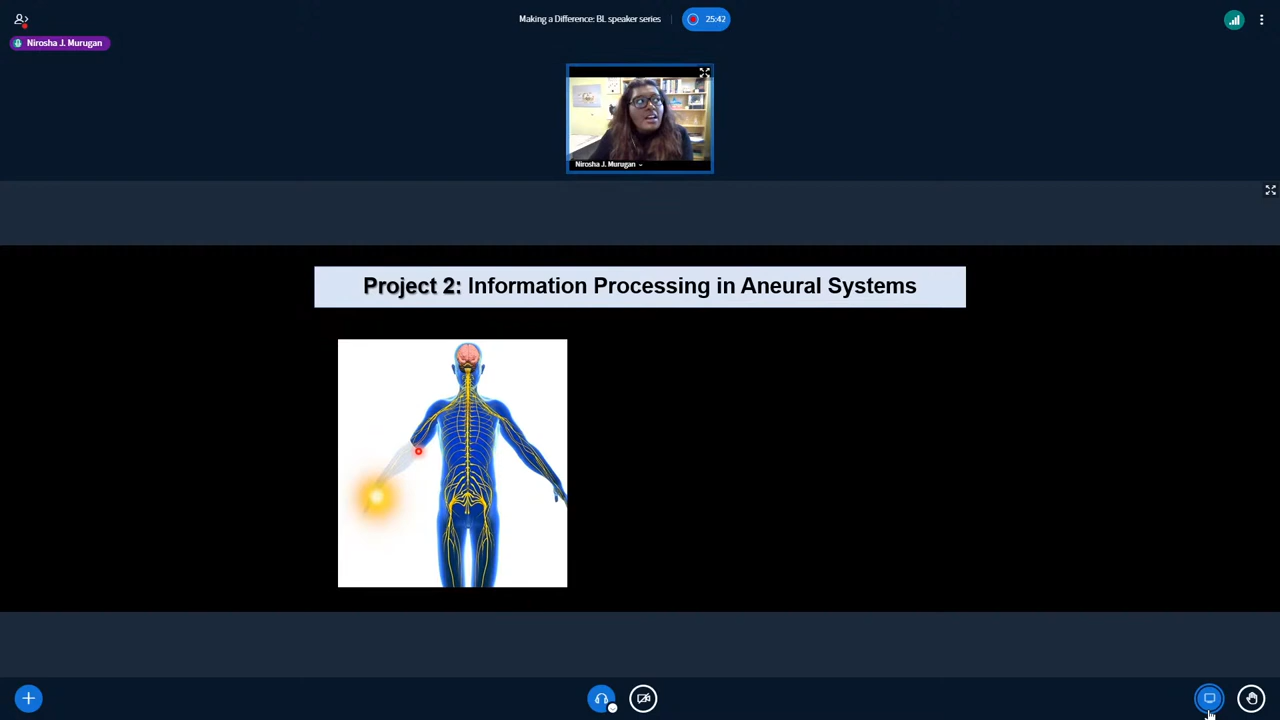 Making a Difference: BL speaker series
25:42
Nirosha J. Murugan
Nirosha J. Murugan
Project 2: Information Processing in Aneural Systems